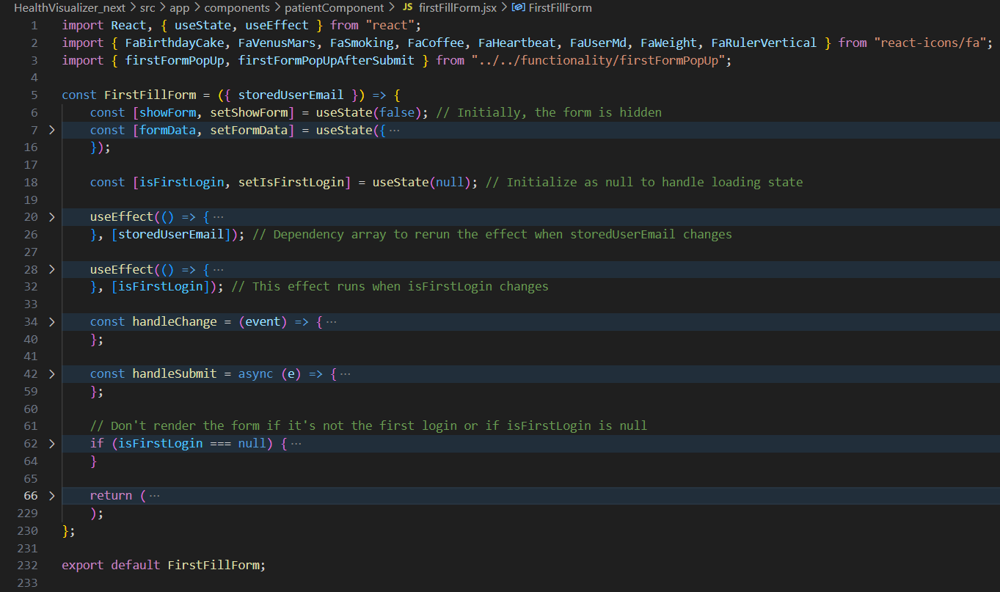 HealthVisualizer_next > src > app > components > patientComponent > JS firstFillForm.jsx > FirstFillForm
1 import React, { useState, useEffect } from "react";
2 import { FaBirthdayCake, FaVenusMars, FaSmoking, FaCoffee, FaHeartbeat, FaUserMd, FaWeight, FaRulerVertical } from "react-icons/fa";
3 import { firstFormPopUp, firstFormPopUpAfterSubmit } from "../../functionality/firstFormPopUp";
4
5 const FirstFillForm = ({ storedUserEmail }) => {
6     const [showForm, setShowForm] = useState(false); // Initially, the form is hidden
7 >     const [formData, setFormData] = useState({ ···
16     });
17
18     const [isFirstLogin, setIsFirstLogin] = useState(null); // Initialize as null to handle loading state
19
20 >     useEffect(() => { ···
26     }, [storedUserEmail]); // Dependency array to rerun the effect when storedUserEmail changes
27
28 >     useEffect(() => { ···
32     }, [isFirstLogin]); // This effect runs when isFirstLogin changes
33
34 >     const handleChange = (event) => { ···
40     };
41
42 >     const handleSubmit = async (e) => { ···
59     };
60
61     // Don't render the form if it's not the first login or if isFirstLogin is null
62 >     if (isFirstLogin === null) { ···
64     }
65
66 >     return ( ···
229     );
230 };
231
232 export default FirstFillForm;
233